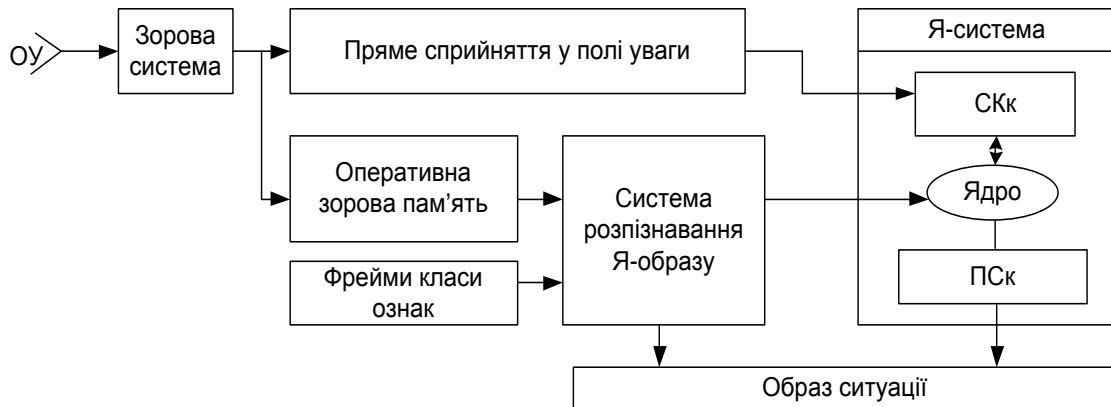 ОУ
Зорова
система
Пряме сприйняття у полі уваги
Я-система
СКк
Оперативна
зорова пам’ять
Система
розпізнавання
Я-образу
Ядро
Фрейми класи
ознак
ПСк
Образ ситуації